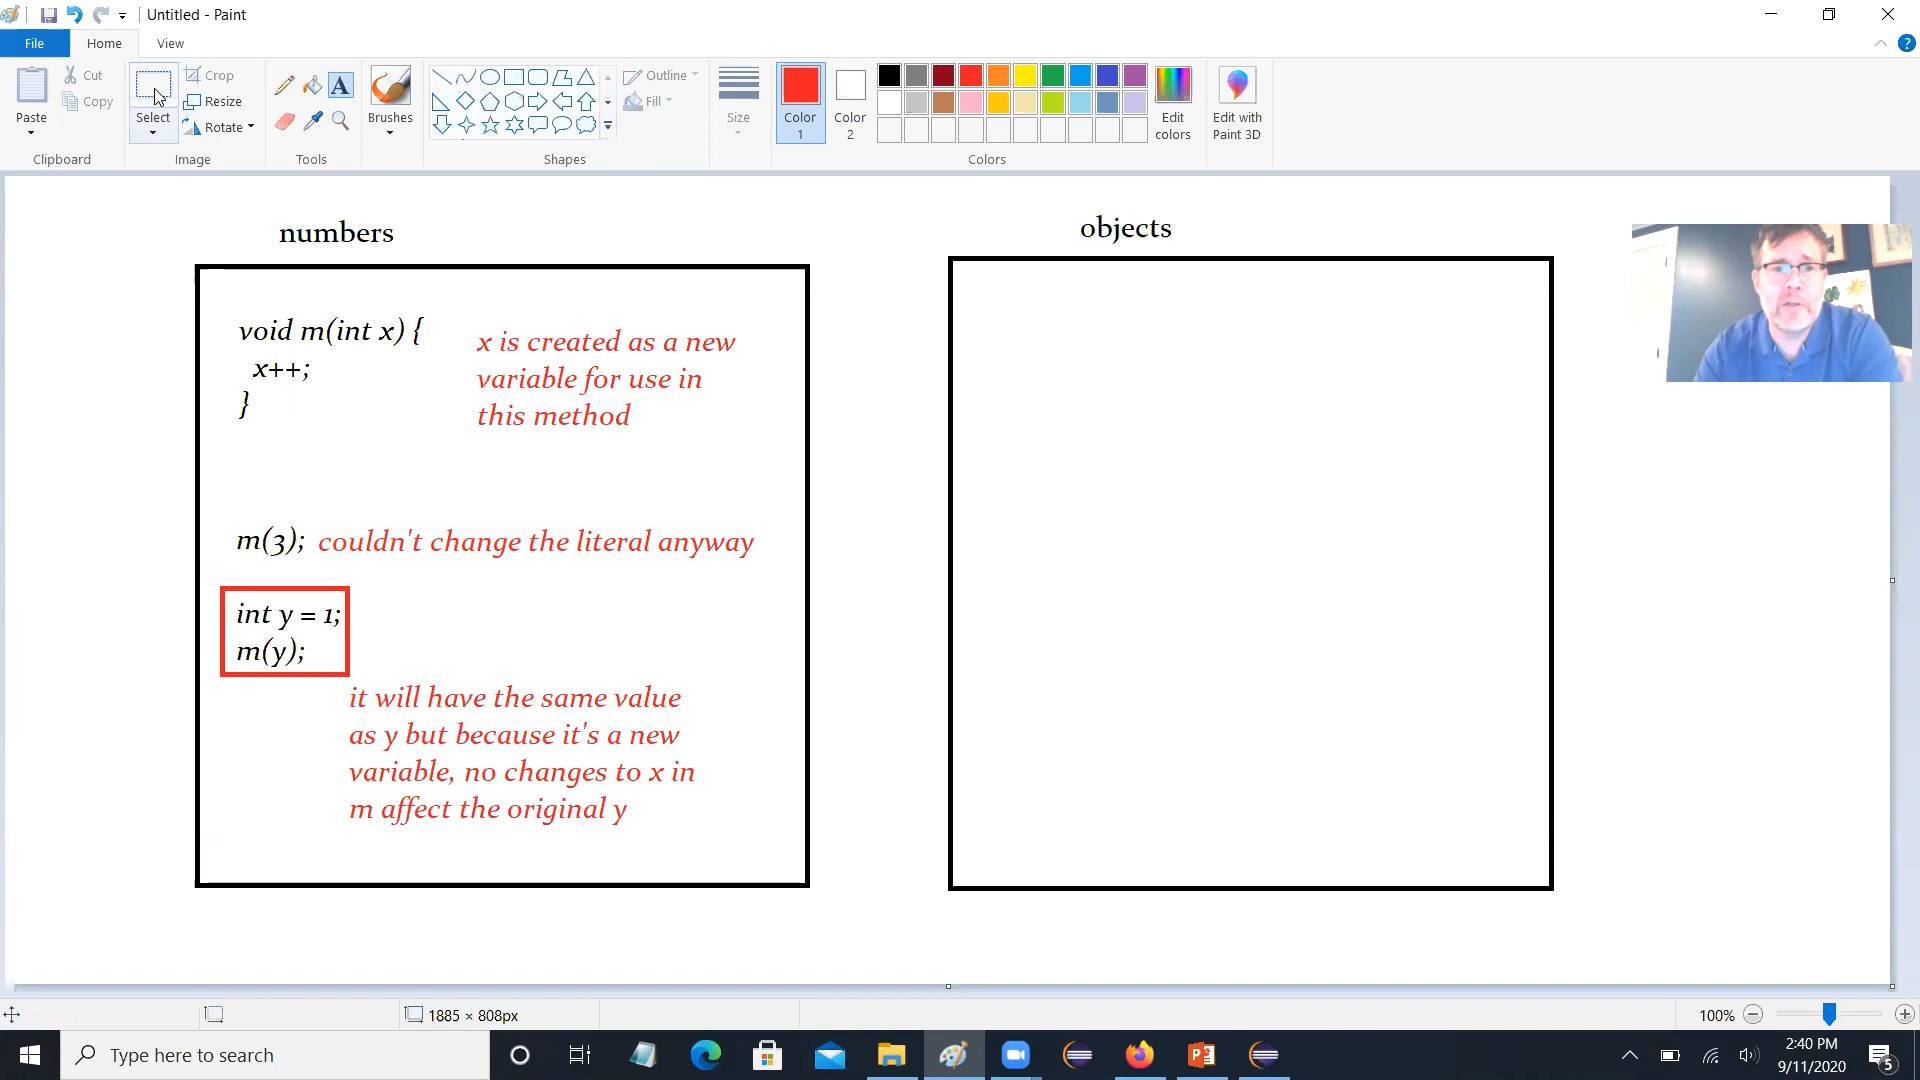 Untitled - Paint
File
Home
View
Paste
Cut
Copy
Clipboard
Select
Crop
Resize
Rotate
Image
A
Tools
Brushes
Shapes
Outline
Fill
Size
Color
1
Color
2
Edit
colors
Edit with
Paint 3D
Colors
numbers
void m(int x) {
x++;
}
x is created as a new
variable for use in
this method
m(3);
couldn't change the literal anyway
int y = 1;
m(y);
it will have the same value
as y but because it's a new
variable, no changes to x in
m affect the original y
objects
1885 × 808px
100%
Type here to search
2:40 PM
9/11/2020
5